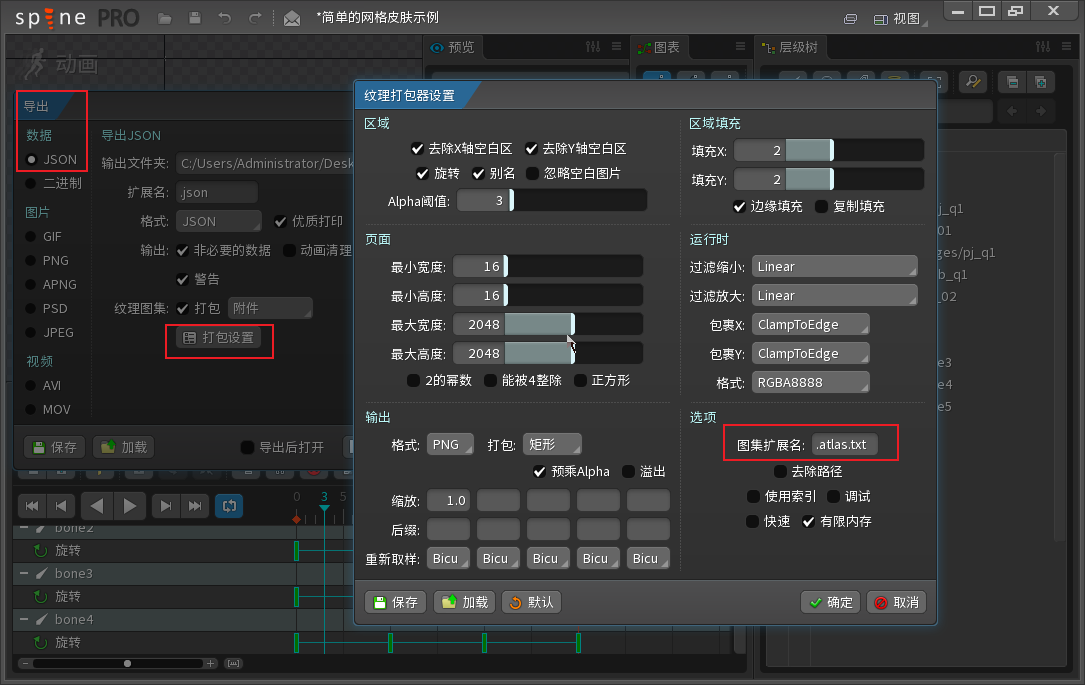 spine PRO
*简单的网格皮肤示例
视图
动画
预览
图表
层级树
导出
数据
JSON
二进制
图片
GIF
PNG
APNG
PSD
JPEG
视频
AVI
MOV
导出JSON
输出文件夹: C:/Users/Administrator/Desk
扩展名: .json
格式: JSON 优质打印
输出: 非必要的数据 动画清理
警告
纹理图集: 打包 附件
打包设置
保存 加载 导出后打开
纹理打包器设置
区域
去除X轴空白区 去除Y轴空白区
旋转 别名 忽略空白图片
Alpha阈值: 3
区域填充
填充X: 2
填充Y: 2
边缘填充 复制填充
页面
最小宽度: 16
最小高度: 16
最大宽度: 2048
最大高度: 2048
2的幂数 能被4整除 正方形
运行时
过滤缩小: Linear
过滤放大: Linear
包裹X: ClampToEdge
包裹Y: ClampToEdge
格式: RGBA8888
输出
格式: PNG 打包: 矩形
预乘Alpha 溢出
缩放: 1.0
后缀:
重新取样: Bicu Bicu Bicu Bicu Bicu
选项
图集扩展名: .atlas.txt
去除路径
使用索引 调试
快速 有限内存
保存 加载 默认 确定 取消
j_q1
01
ges/pj_q1
b_q1
_02
e3
e4
e5
0 3 5
bone2
旋转
bone3
旋转
bone4
旋转